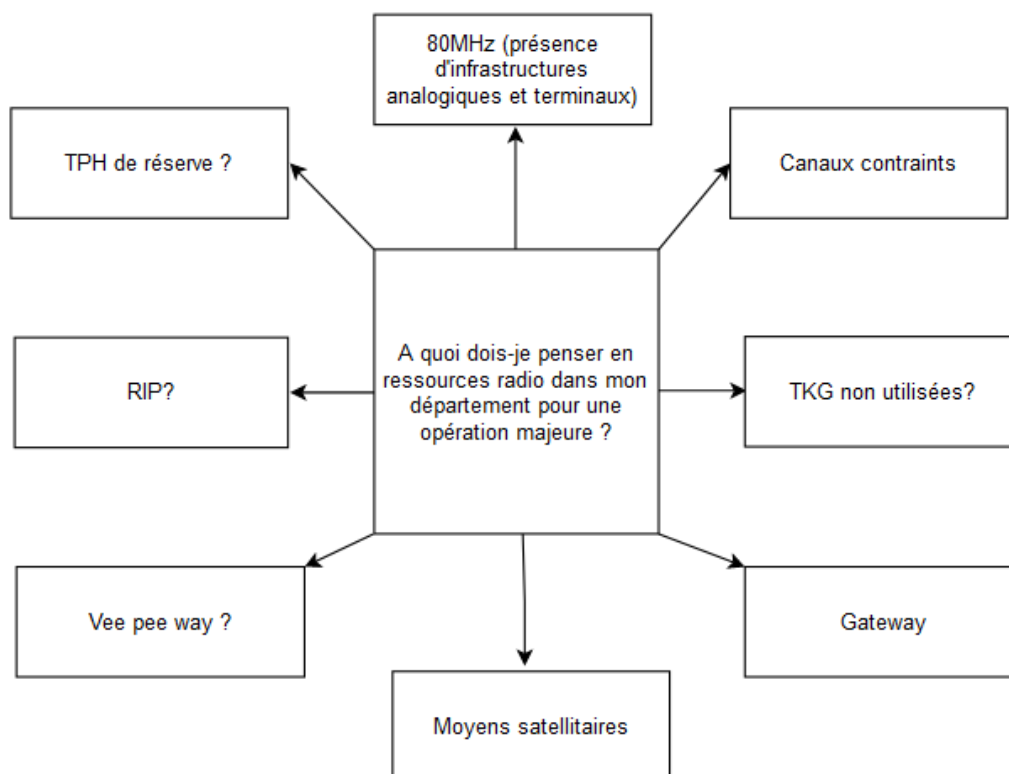 80MHz (présence
d'infrastructures
analogiques et terminaux)
TPH de réserve ?
Canaux contraints
A quoi dois-je penser en
ressources radio dans mon
département pour une
opération majeure ?
RIP?
TKG non utilisées?
Vee pee way ?
Gateway
Moyens satellitaires